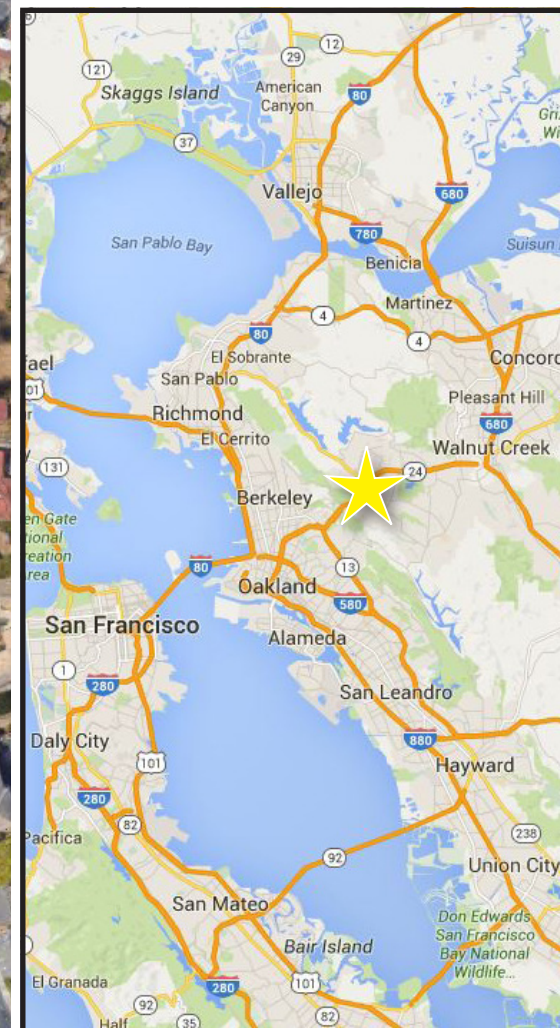 12
29
121
American
Canyon
80
Skaggs Island
37
Vallejo
680
San Pablo Bay
780
Suisun
Benicia
Martinez
4
4
80
El Sobrante
Concord
San Pablo
101
Pleasant Hill
Richmond
680
El Cerrito
Walnut Creek
131
24
Berkeley
80
13
Oakland
580
San Francisco
Alameda
1
280
San Leandro
880
Daly City
101
Hayward
280
82
238
92
Union City
San Mateo
Don Edwards
San Francisco
Bay National
Wildlife...
Bair Island
El Granada
280
101
92
82
35
Half